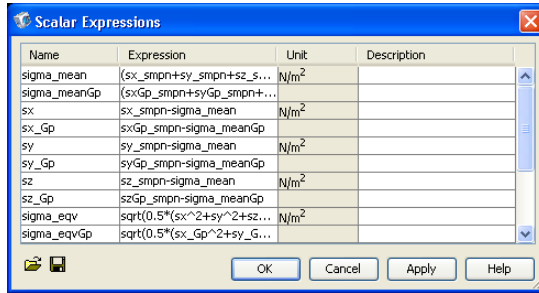 Scalar Expressions
Name Expression Unit Description
sigma_mean (sx_smpn+sy_smpn+sz_s... N/m²
sigma_meanGp (sxGp_smpn+syGp_smpn+...
sx sx_smpn-sigma_mean N/m²
sx_Gp sxGp_smpn-sigma_meanGp
sy sy_smpn-sigma_mean N/m²
sy_Gp syGp_smpn-sigma_meanGp
sz sz_smpn-sigma_mean N/m²
sz_Gp szGp_smpn-sigma_meanGp
sigma_eqv sqrt(0.5*(sx^2+sy^2+sz... N/m²
sigma_eqvGp sqrt(0.5*(sx_Gp^2+sy_G...
OK Cancel Apply Help